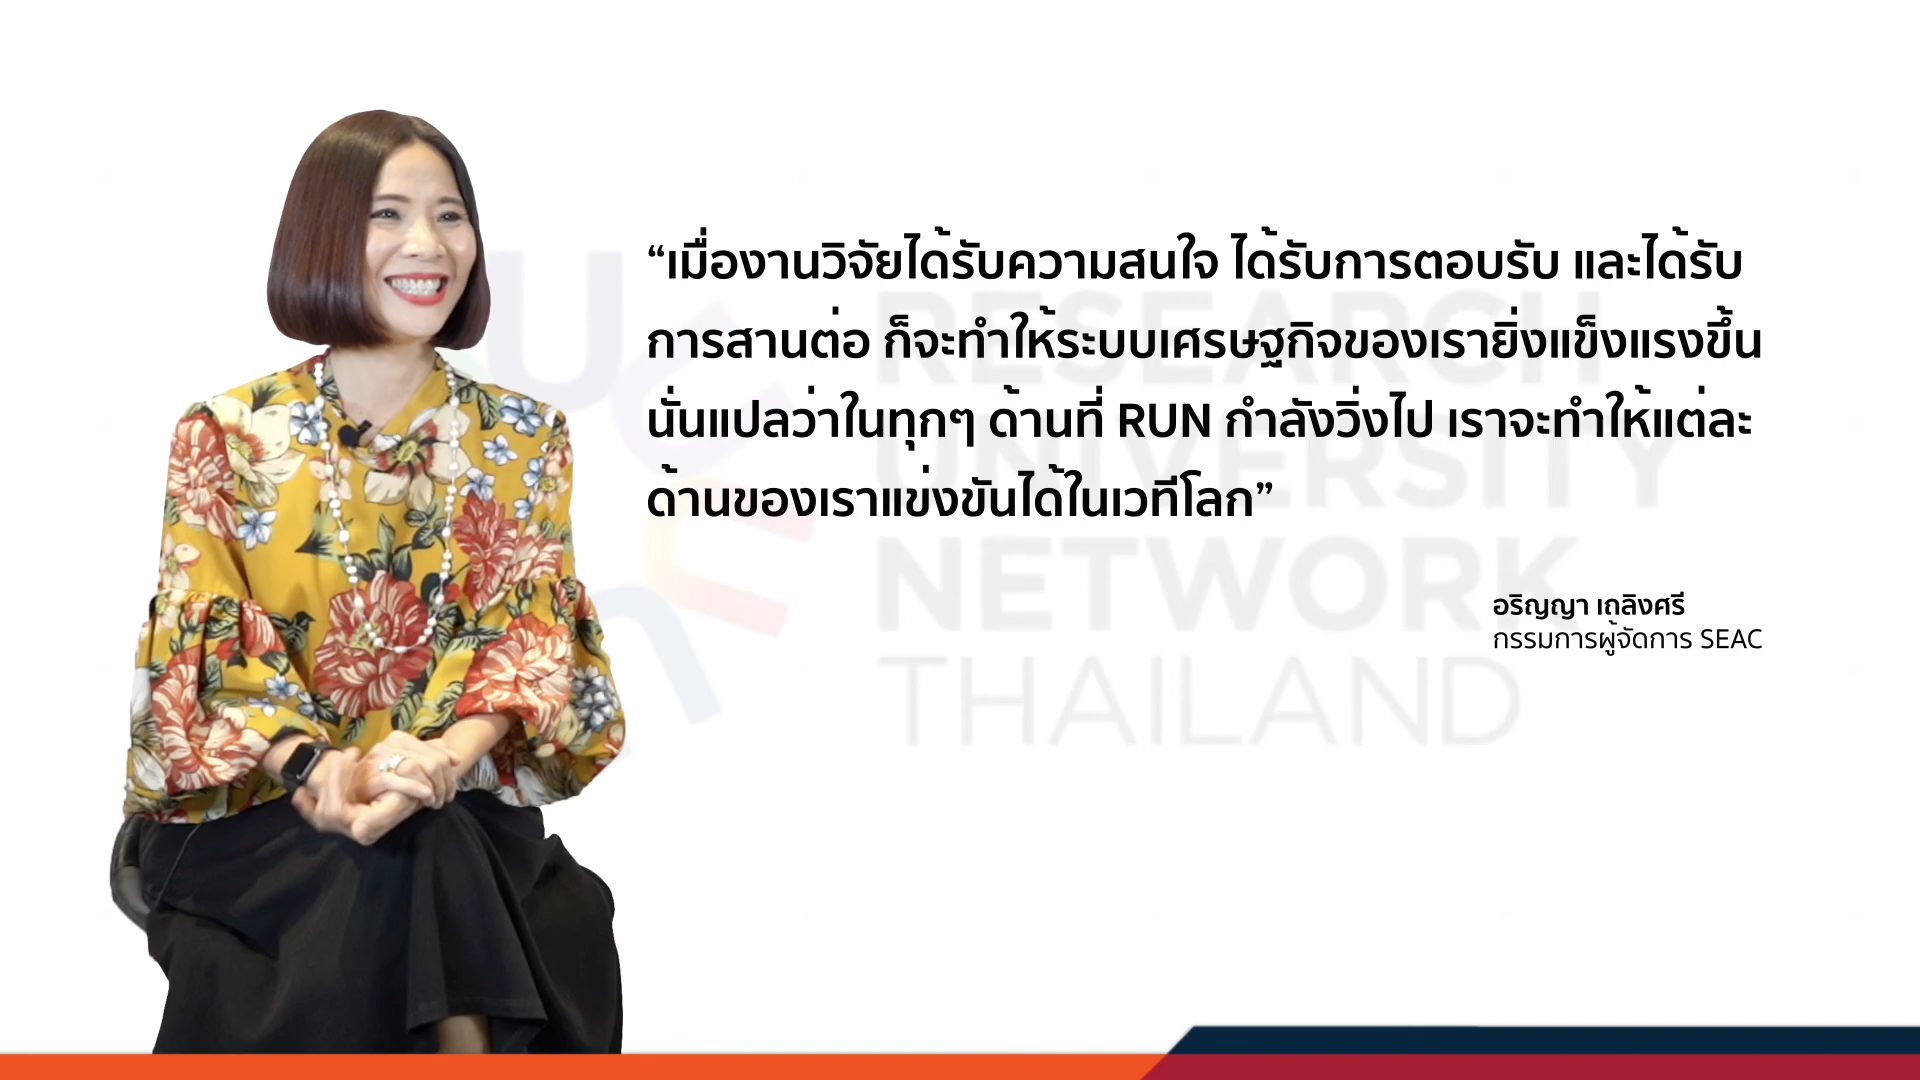 “เมื่องานวิจัยได้รับความสนใจ ได้รับการตอบรับ และได้รับ
การสานต่อ ก็จะทำให้ระบบเศรษฐกิจของเรายิ่งแข็งแรงขึ้น
นั่นแปลว่าในทุกๆ ด้านที่ RUN กำลังวิ่งไป เราจะทำให้แต่ละ
ด้านของเราแข่งขันได้ในเวทีโลก”
อริญญา เถลิงศรี
กรรมการผู้จัดการ SEAC
RESEARCH
UNIVERSITY
NETWORK
THAILAND